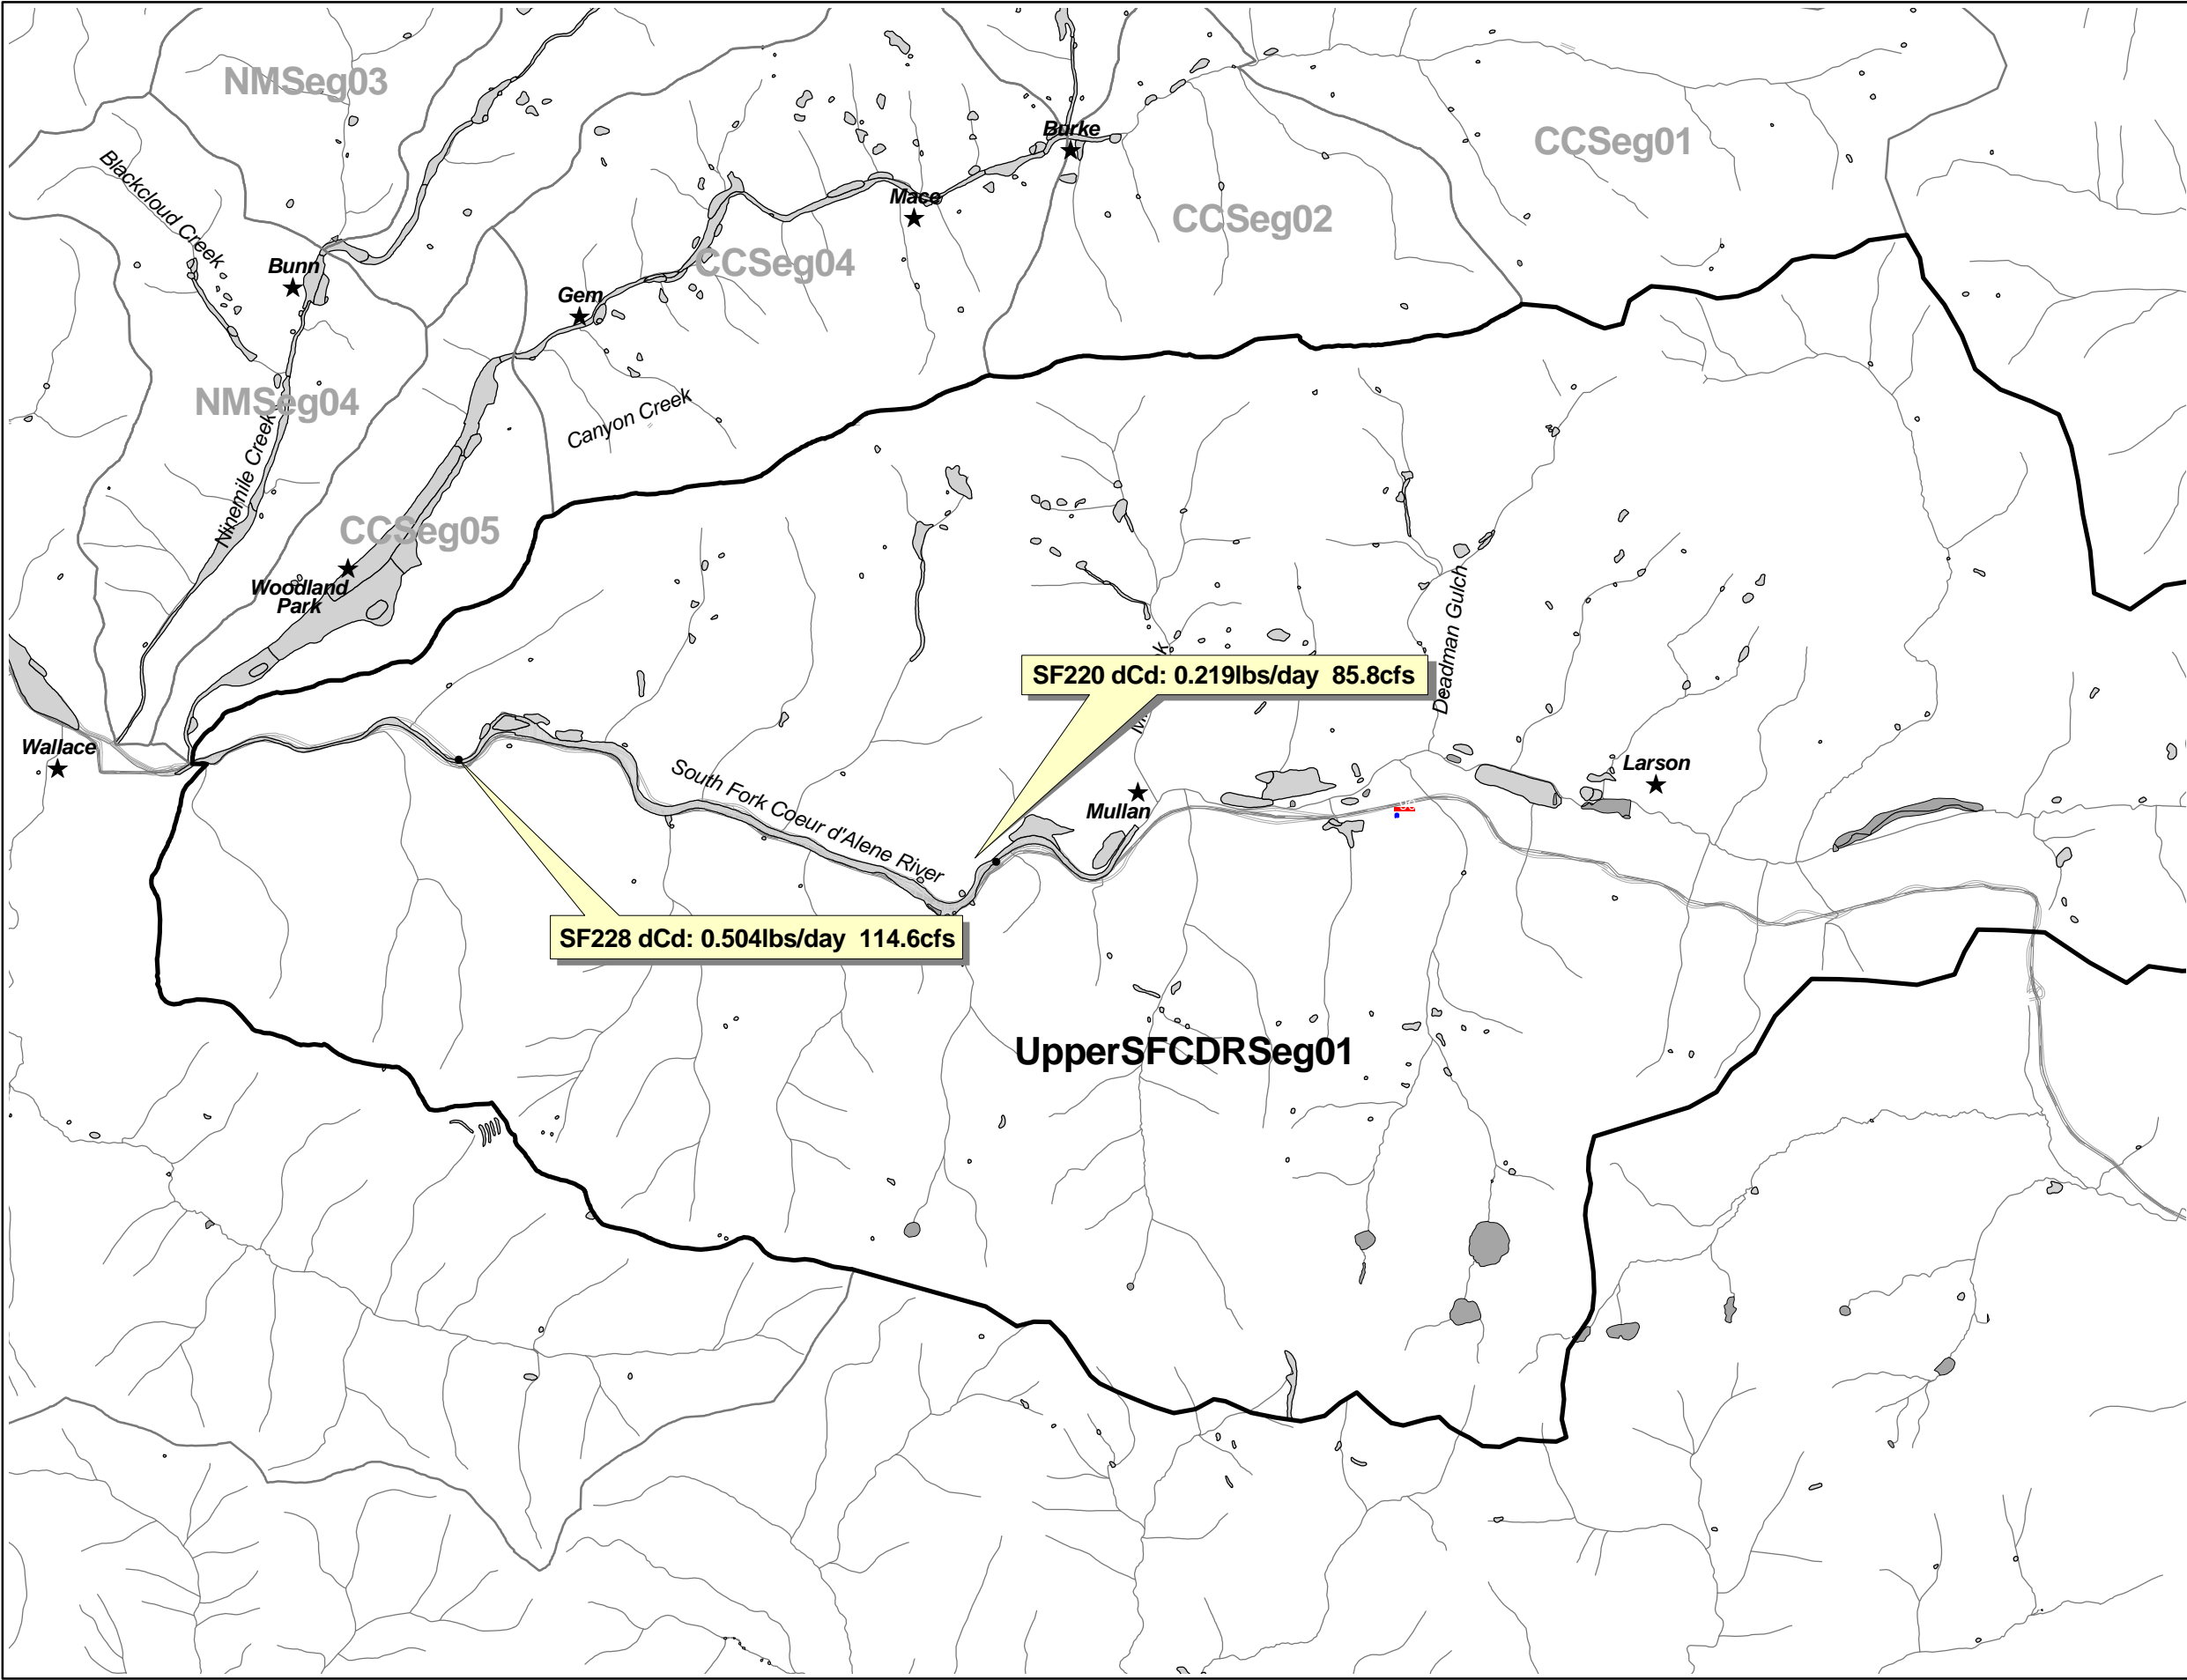 NMSeg03
Burke
CCSeg01
Blackcloud Creek
Mace
CCSeg02
Bunn
CCSeg04
Gem
NMSeg04
Canyon Creek
Ninemile Creek
CCSeg05
Woodland
Park
Deadman Gulch
SF220 dCd: 0.219lbs/day 85.8cfs
Wallace
South Fork Coeur d'Alene River
Larson
Mullan
SF228 dCd: 0.504lbs/day 114.6cfs
UpperSFCDRSeg01